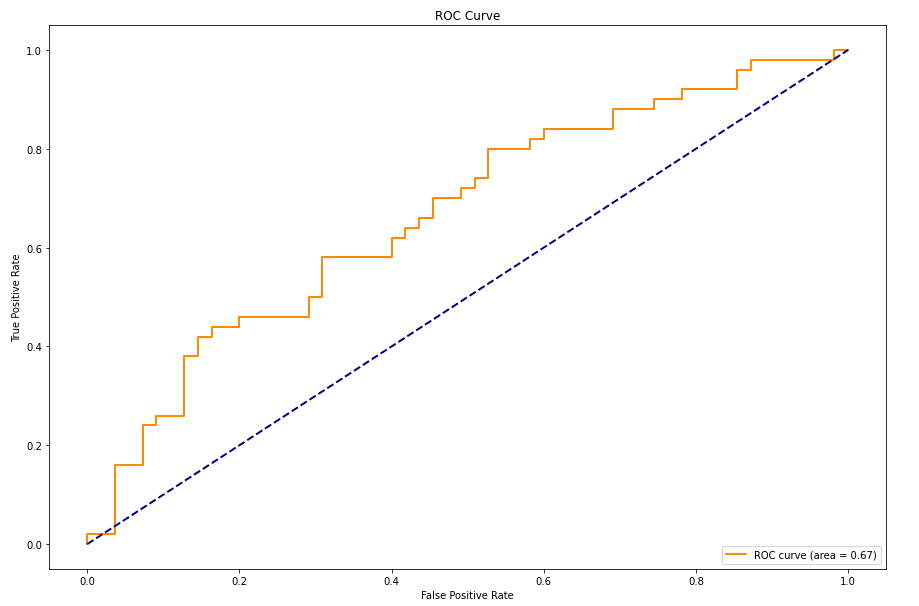 ROC Curve
1.0
0.8
0.6
0.4
0.2
0.0
True Positive Rate
0.0 0.2 0.4 0.6 0.8 1.0
False Positive Rate
ROC curve (area = 0.67)